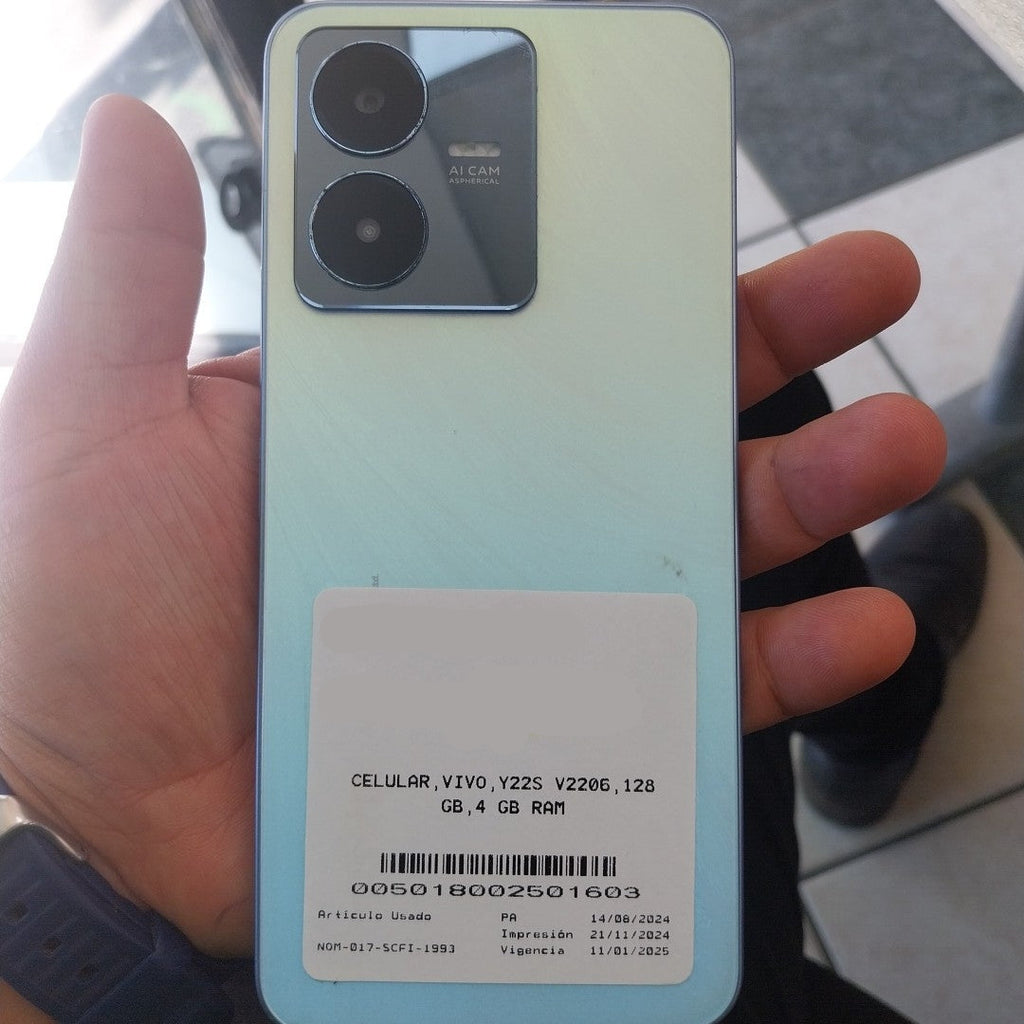 AI CAM
ASPHERICAL
CELULAR,VIVO,Y22S V2206,128
GB,4 GB RAM
005018002501603
Artículo Usado PA 14/08/2024
Impresión 21/11/2024
NOM-017-SCFI-1993 Vigencia 11/01/2025